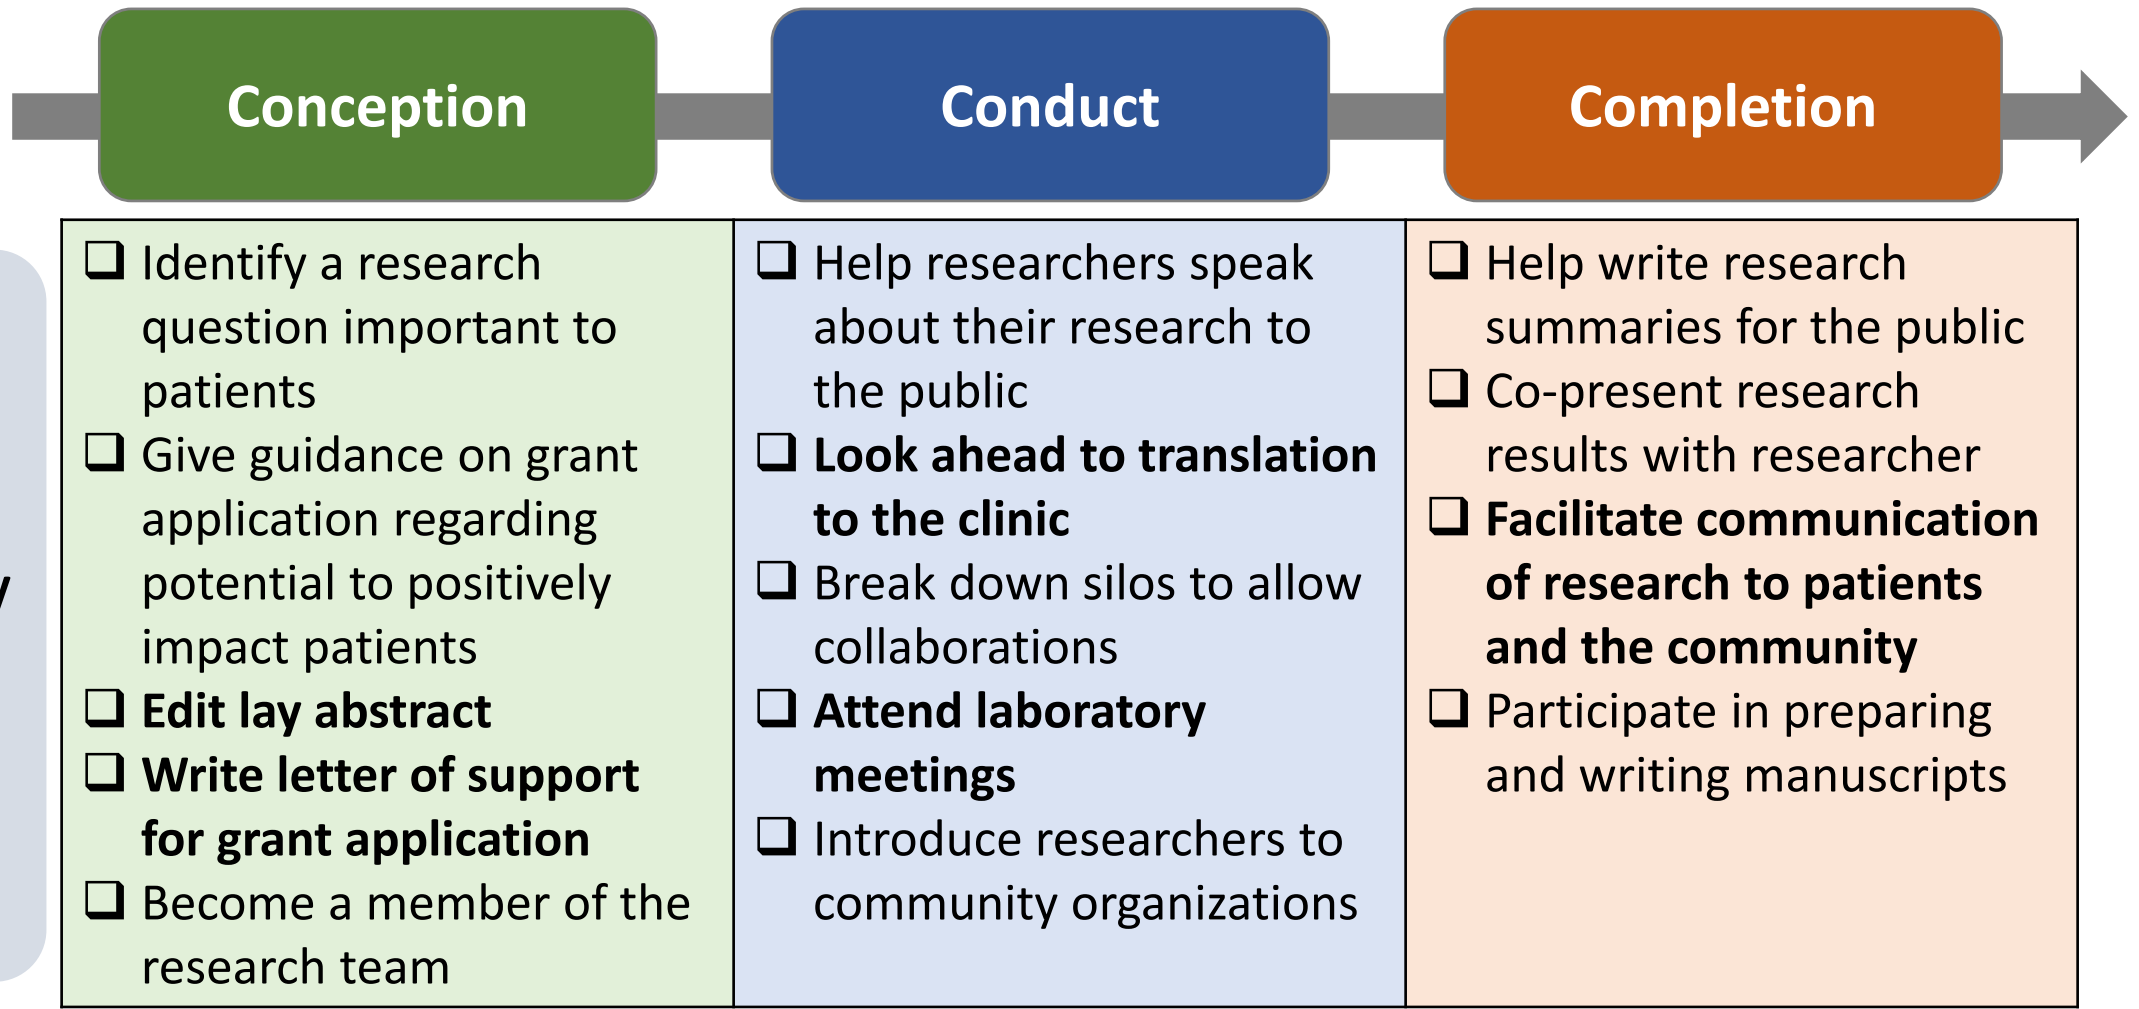 Conception
Conduct
Completion
Identify a research
question important to
patients
Give guidance on grant
application regarding
potential to positively
impact patients
Edit lay abstract
Write letter of support
for grant application
Become a member of the
research team
Help researchers speak
about their research to
the public
Look ahead to translation
to the clinic
Break down silos to allow
collaborations
Attend laboratory
meetings
Introduce researchers to
community organizations
Help write research
summaries for the public
Co-present research
results with researcher
Facilitate communication
of research to patients
and the community
Participate in preparing
and writing manuscripts